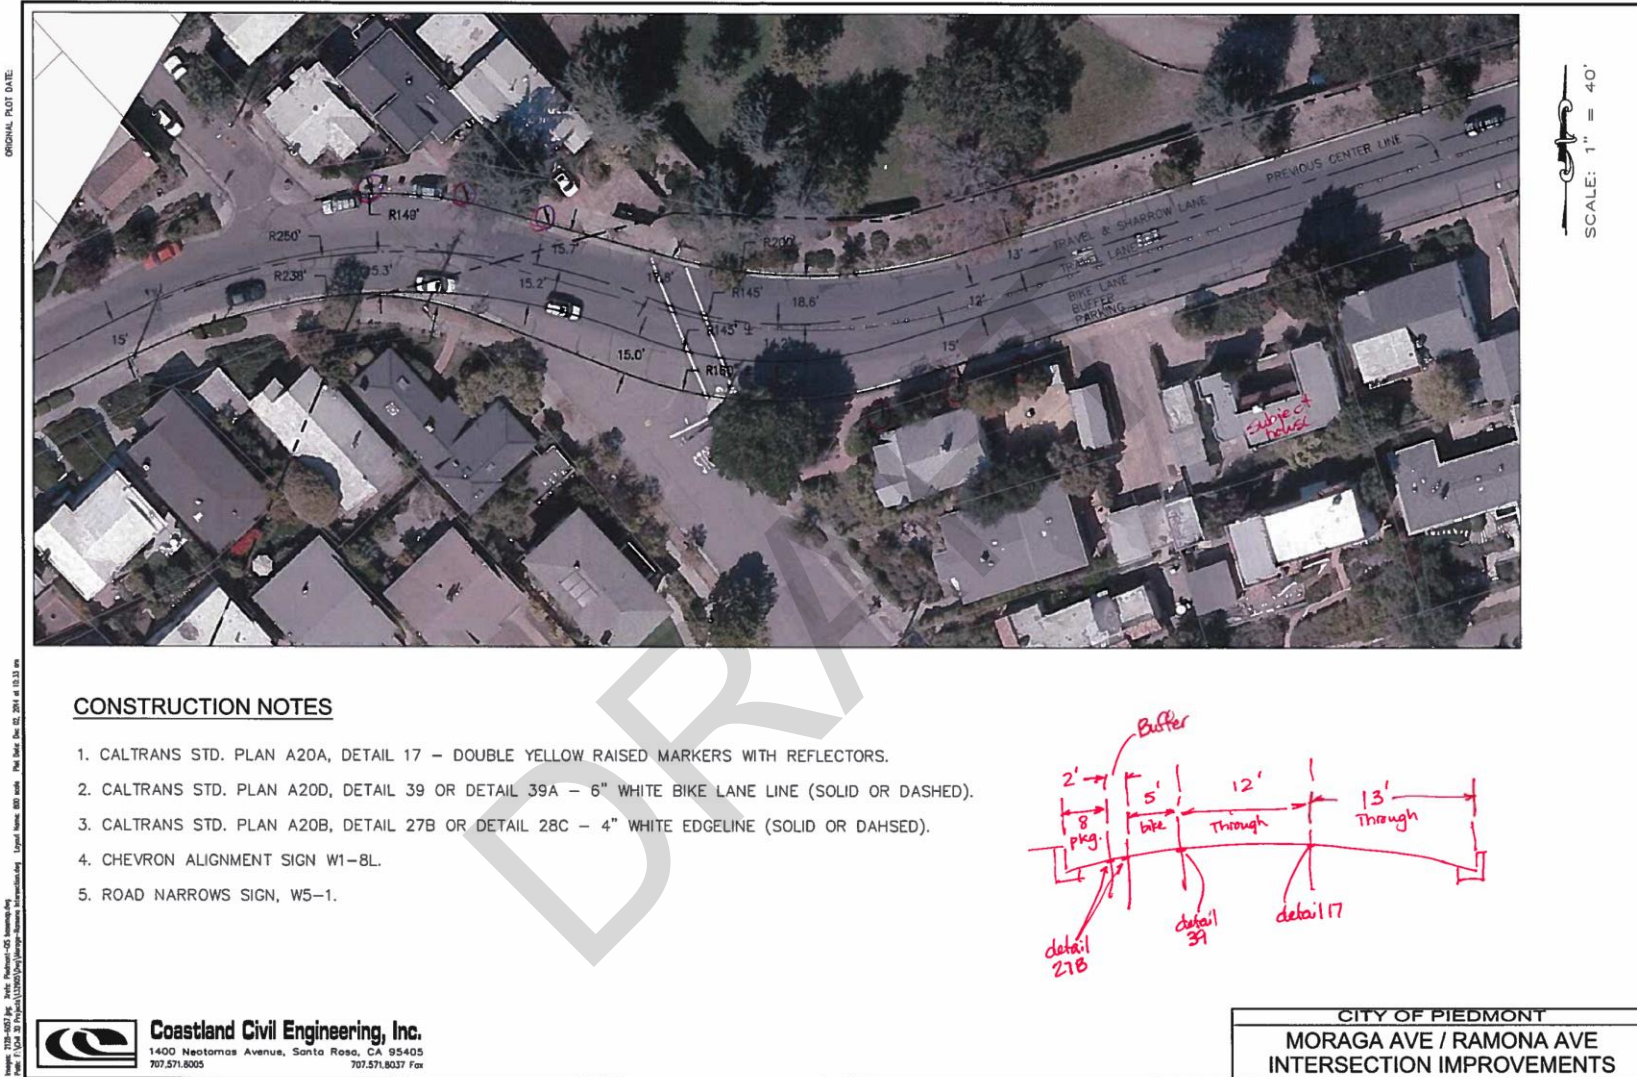 ORIGINAL PLOT DATE:
SCALE: 1" = 40'
PREVIOUS CENTER LINE
R149'
R250'
R238'
15.3'
15.7'
15.2'
R200'
R145'
18.6'
13'
TRAVEL & SHARROW LANE
TRAVEL LANE
12'
BIKE LANE
BUFFER
PARKING
15'
15'
R145'
15.0'
Subject
house
DRAFT
CONSTRUCTION NOTES
1. CALTRANS STD. PLAN A20A, DETAIL 17 – DOUBLE YELLOW RAISED MARKERS WITH REFLECTORS.
2. CALTRANS STD. PLAN A20D, DETAIL 39 OR DETAIL 39A – 6" WHITE BIKE LANE LINE (SOLID OR DASHED).
3. CALTRANS STD. PLAN A20B, DETAIL 27B OR DETAIL 28C – 4" WHITE EDGELINE (SOLID OR DAHSED).
4. CHEVRON ALIGNMENT SIGN W1–8L.
5. ROAD NARROWS SIGN, W5–1.
Buffer
2'
5'
12'
13'
8
pkg.
bike
Through
Through
detail
27B
detail
39
detail 17
Coastland Civil Engineering, Inc.
1400 Neotomas Avenue, Santa Rosa, CA 95405
707.571.8005 707.571.8037 Fax
CITY OF PIEDMONT
MORAGA AVE / RAMONA AVE
INTERSECTION IMPROVEMENTS